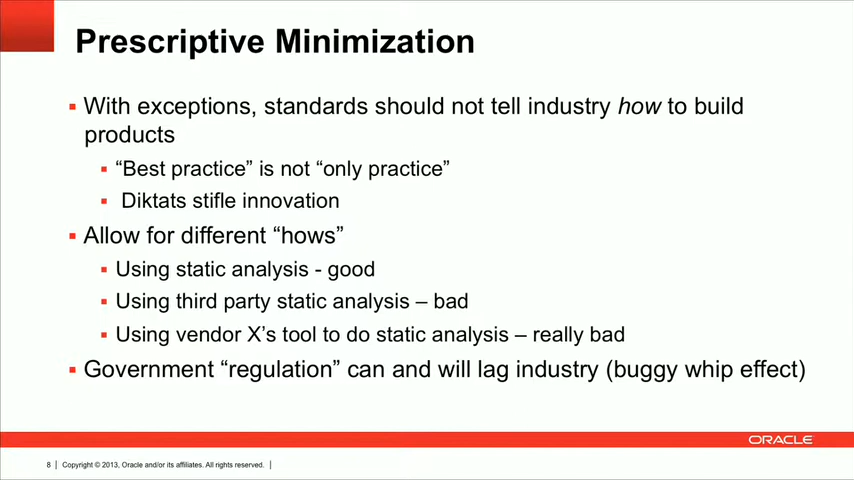 Prescriptive Minimization
▪ With exceptions, standards should not tell industry how to build
products
▪ “Best practice” is not “only practice”
▪ Diktats stifle innovation
▪ Allow for different “hows”
▪ Using static analysis - good
▪ Using third party static analysis – bad
▪ Using vendor X’s tool to do static analysis – really bad
▪ Government “regulation” can and will lag industry (buggy whip effect)
ORACLE
8 | Copyright © 2013, Oracle and/or its affiliates. All rights reserved. |